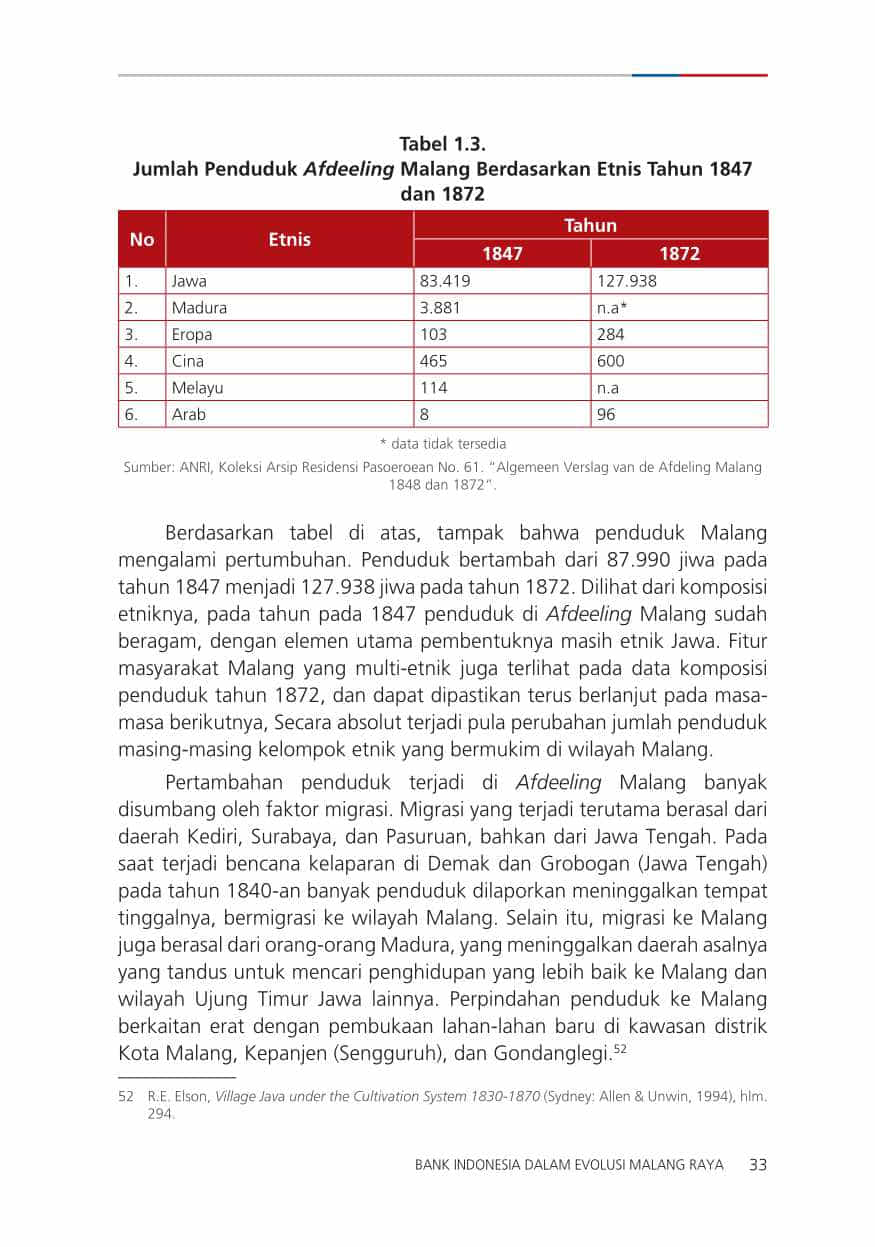 Tabel 1.3.
Jumlah Penduduk Afdeeling Malang Berdasarkan Etnis Tahun 1847
dan 1872
No Etnis Tahun
1847 1872
1. Jawa 83.419 127.938
2. Madura 3.881 n.a*
3. Eropa 103 284
4. Cina 465 600
5. Melayu 114 n.a
6. Arab 8 96
* data tidak tersedia
Sumber: ANRI, Koleksi Arsip Residensi Pasoeroean No. 61. “Algemeen Verslag van de Afdeling Malang
1848 dan 1872”.
Berdasarkan tabel di atas, tampak bahwa penduduk Malang
mengalami pertumbuhan. Penduduk bertambah dari 87.990 jiwa pada
tahun 1847 menjadi 127.938 jiwa pada tahun 1872. Dilihat dari komposisi
etniknya, pada tahun pada 1847 penduduk di Afdeeling Malang sudah
beragam, dengan elemen utama pembentuknya masih etnik Jawa. Fitur
masyarakat Malang yang multi-etnik juga terlihat pada data komposisi
penduduk tahun 1872, dan dapat dipastikan terus berlanjut pada masa-
masa berikutnya, Secara absolut terjadi pula perubahan jumlah penduduk
masing-masing kelompok etnik yang bermukim di wilayah Malang.
Pertambahan penduduk terjadi di Afdeeling Malang banyak
disumbang oleh faktor migrasi. Migrasi yang terjadi terutama berasal dari
daerah Kediri, Surabaya, dan Pasuruan, bahkan dari Jawa Tengah. Pada
saat terjadi bencana kelaparan di Demak dan Grobogan (Jawa Tengah)
pada tahun 1840-an banyak penduduk dilaporkan meninggalkan tempat
tinggalnya, bermigrasi ke wilayah Malang. Selain itu, migrasi ke Malang
juga berasal dari orang-orang Madura, yang meninggalkan daerah asalnya
yang tandus untuk mencari penghidupan yang lebih baik ke Malang dan
wilayah Ujung Timur Jawa lainnya. Perpindahan penduduk ke Malang
berkaitan erat dengan pembukaan lahan-lahan baru di kawasan distrik
Kota Malang, Kepanjen (Sengguruh), dan Gondanglegi.52
52 R.E. Elson, Village Java under the Cultivation System 1830-1870 (Sydney: Allen & Unwin, 1994), hlm.
294.
BANK INDONESIA DALAM EVOLUSI MALANG RAYA 33